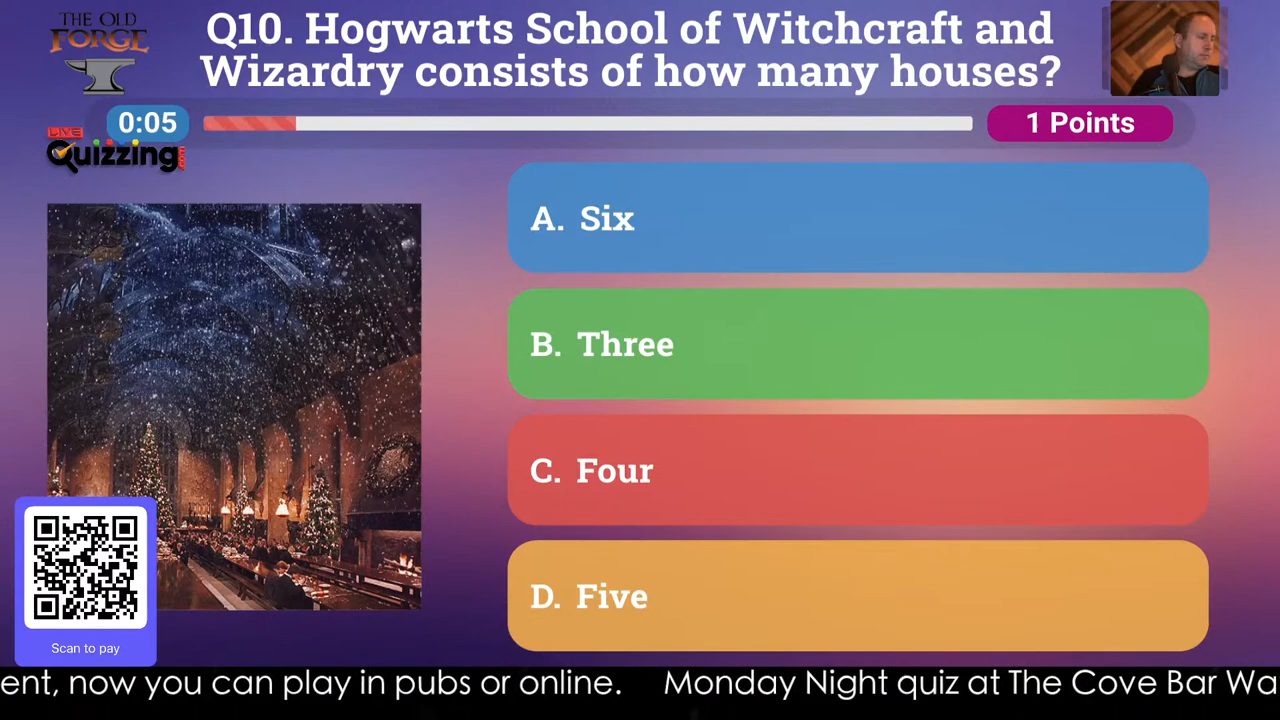 THE OLD
FORGE
Q10. Hogwarts School of Witchcraft and
Wizardry consists of how many houses?
0:05
1 Points
LIVE
Quizzing
.com
A. Six
B. Three
C. Four
D. Five
Scan to pay
ent, now you can play in pubs or online. Monday Night quiz at The Cove Bar Wa